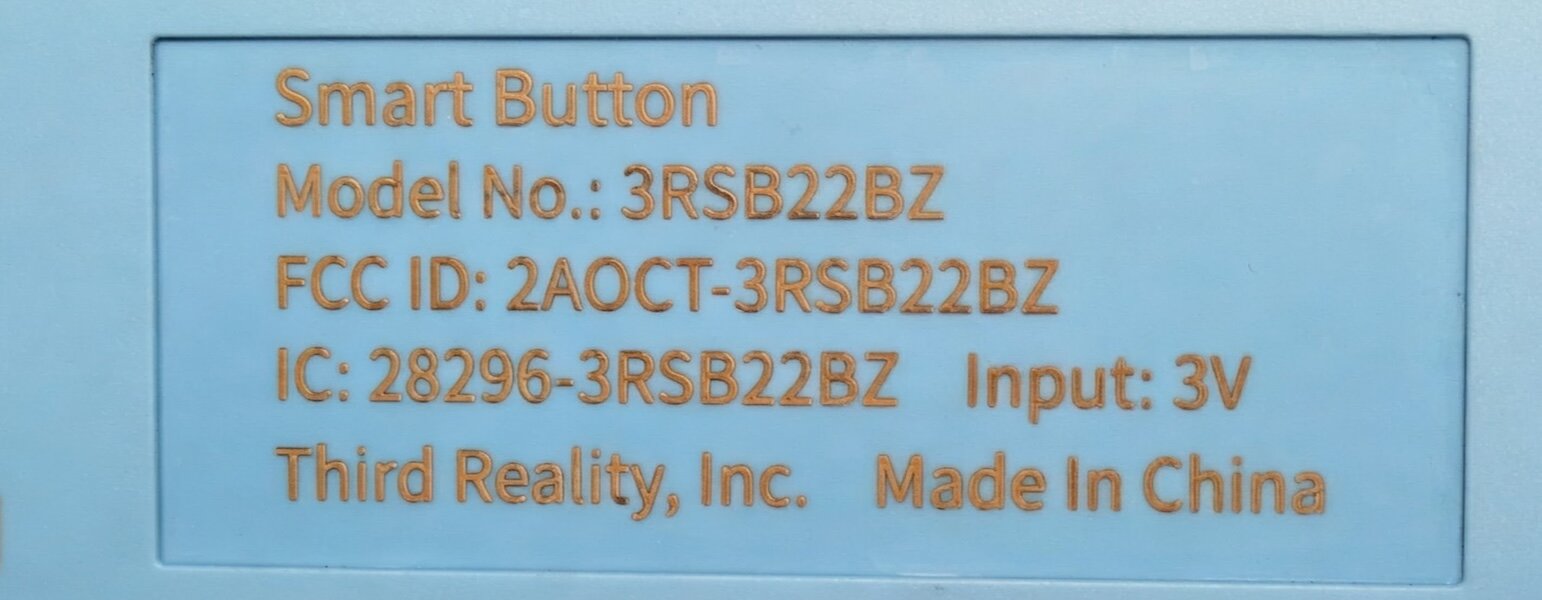 Smart Button
Model No.: 3RSB22BZ
FCC ID: 2AOCT-3RSB22BZ
IC: 28296-3RSB22BZ Input: 3V
Third Reality, Inc. Made In China